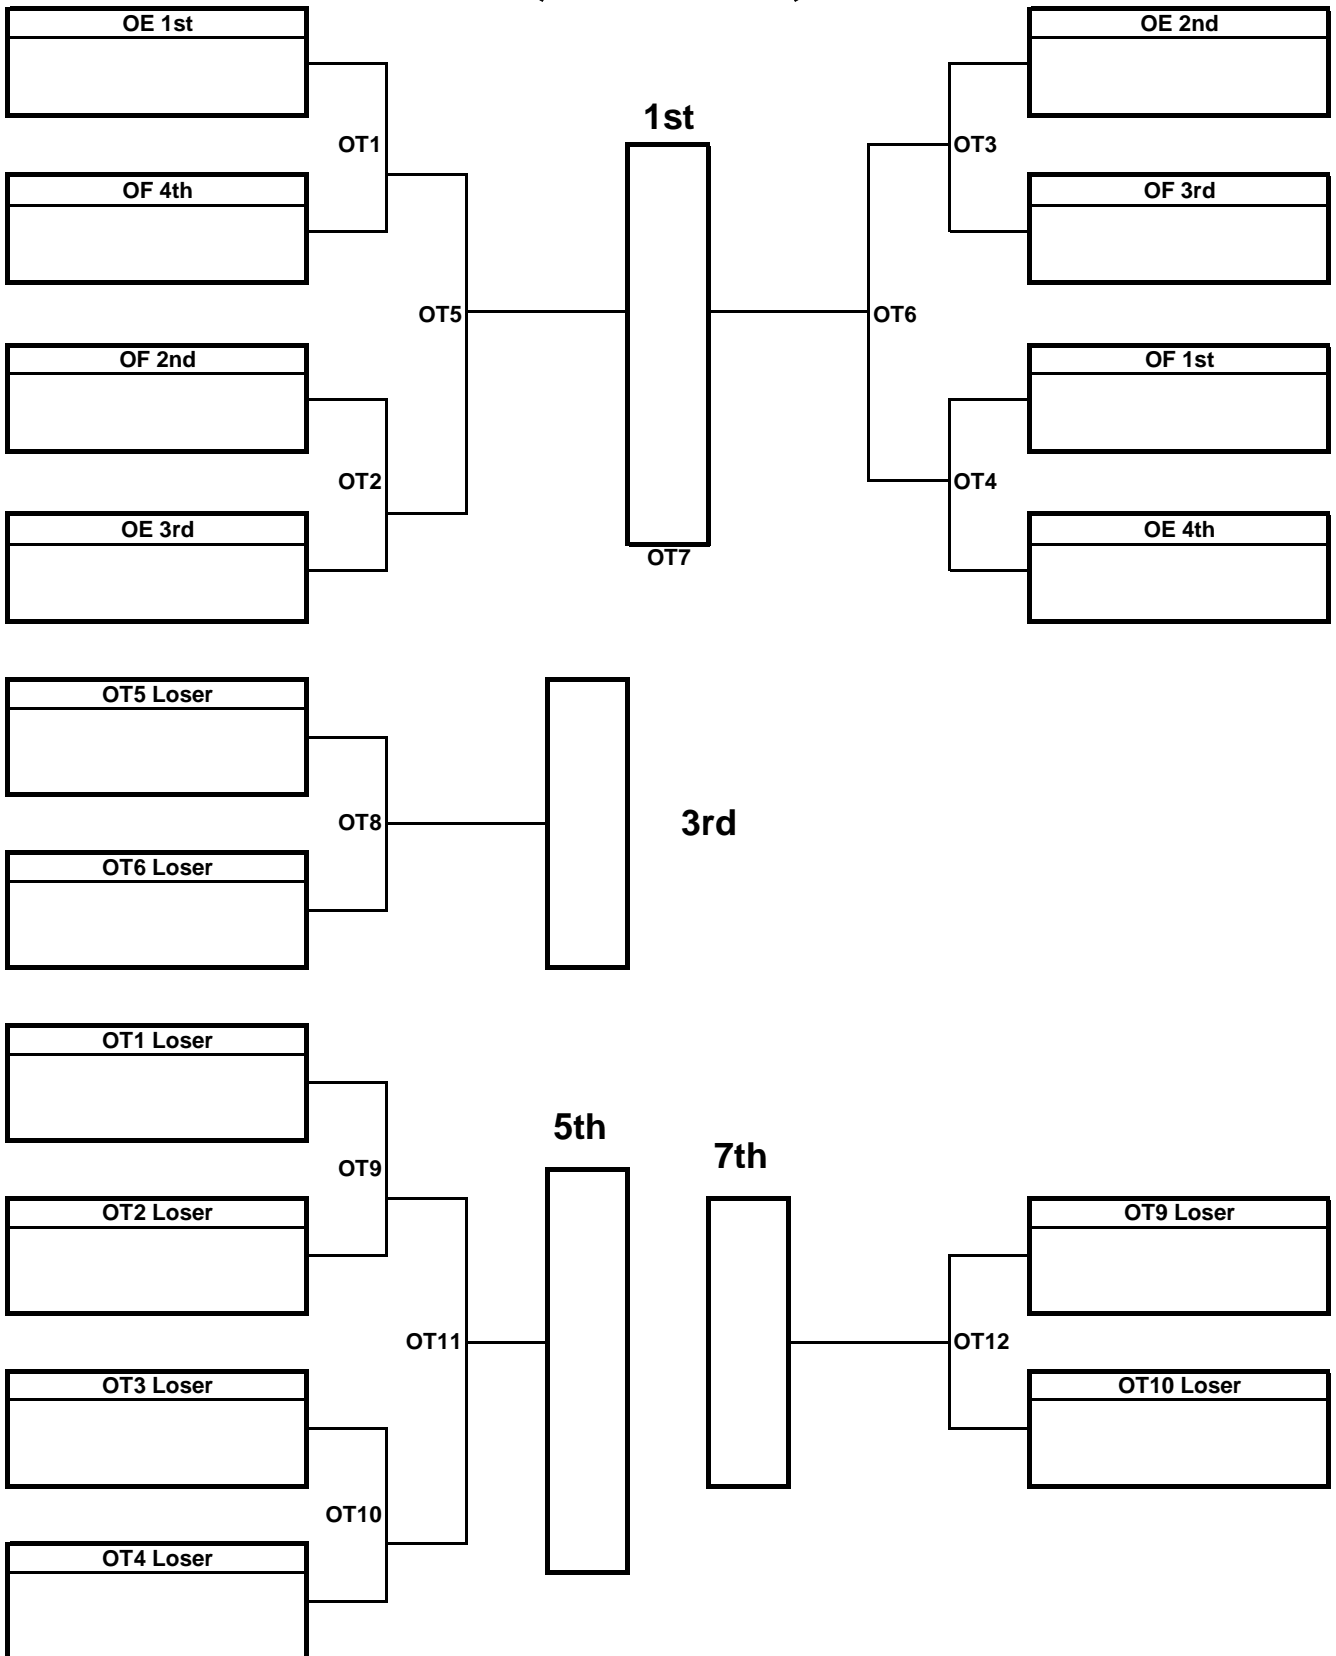 OE 1st
OE 2nd
1st
OT1
OT3
OF 4th
OF 3rd
OT5
OT6
OF 2nd
OF 1st
OT2
OT4
OE 3rd
OE 4th
OT7
OT5 Loser
OT8
3rd
OT6 Loser
OT1 Loser
5th
7th
OT9
OT2 Loser
OT9 Loser
OT11
OT12
OT3 Loser
OT10 Loser
OT10
OT4 Loser